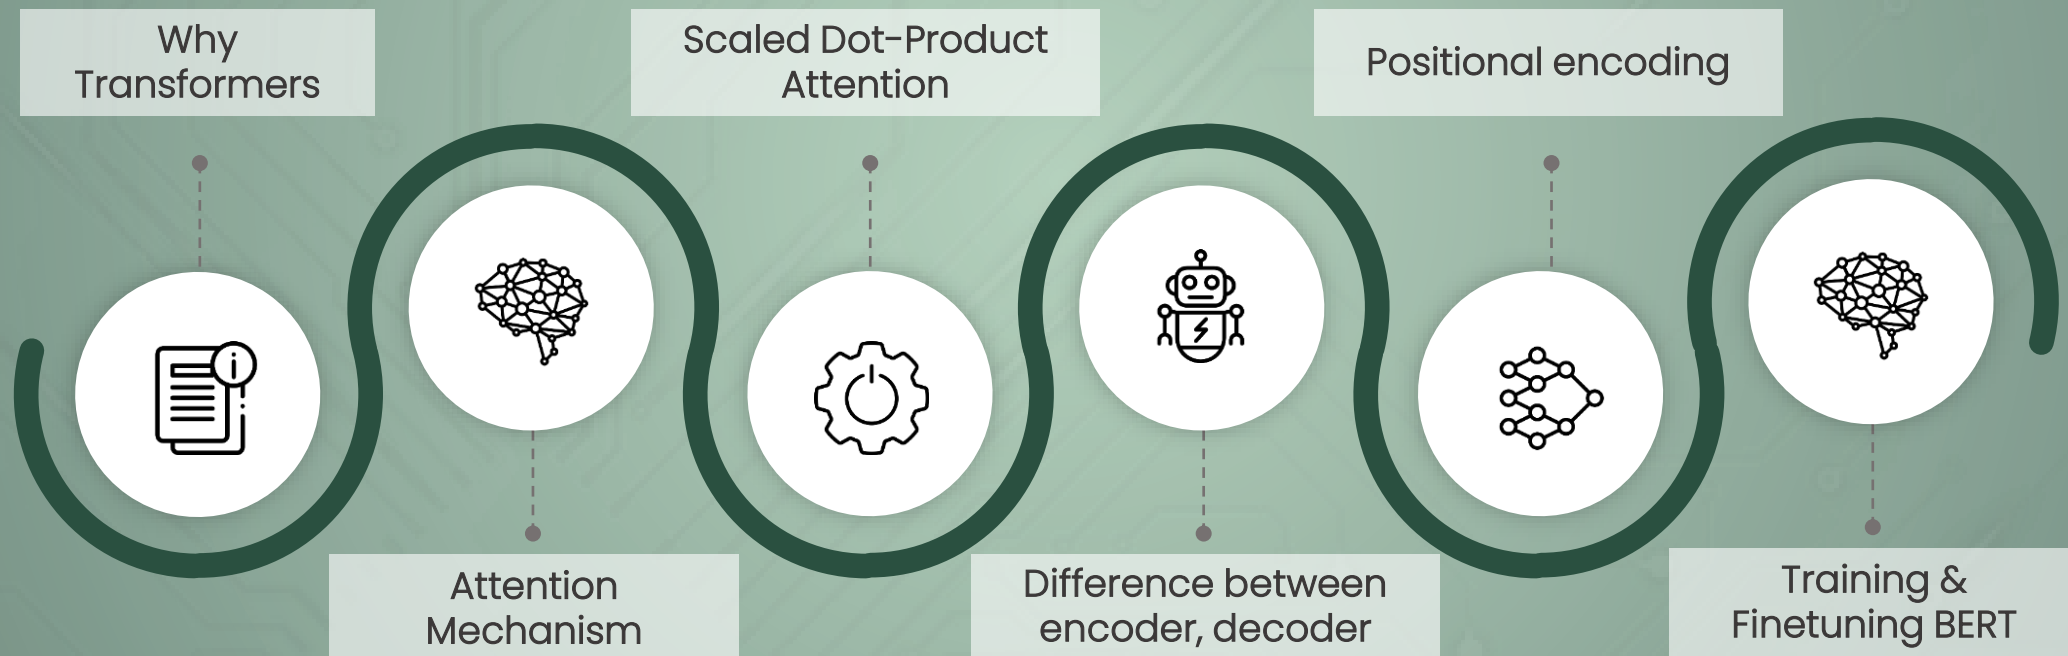 Why
Transformers
Attention
Mechanism
Scaled Dot-Product
Attention
Difference between
encoder, decoder
Positional encoding
Training &
Finetuning BERT